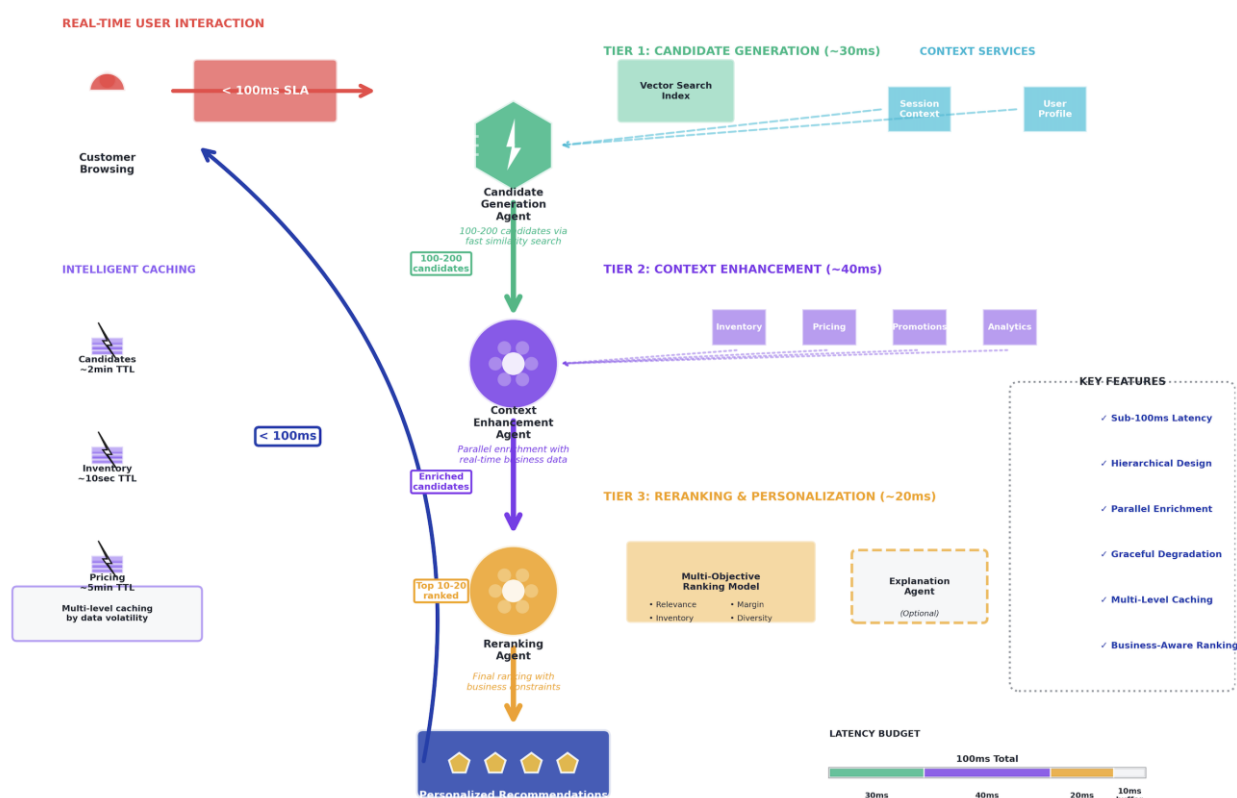 REAL-TIME USER INTERACTION
< 100ms SLA
Customer
Browsing
TIER 1: CANDIDATE GENERATION (~30ms)
CONTEXT SERVICES
Vector Search
Index
Session
Context
User
Profile
Candidate
Generation
Agent
100-200 candidates via
fast similarity search
100-200
candidates
INTELLIGENT CACHING
Candidates
~2min TTL
Inventory
~10sec TTL
Pricing
~5min TTL
Multi-level caching
by data volatility
< 100ms
TIER 2: CONTEXT ENHANCEMENT (~40ms)
Inventory
Pricing
Promotions
Analytics
Context
Enhancement
Agent
Parallel enrichment with
real-time business data
Enriched
candidates
KEY FEATURES
✓ Sub-100ms Latency
✓ Hierarchical Design
✓ Parallel Enrichment
✓ Graceful Degradation
✓ Multi-Level Caching
✓ Business-Aware Ranking
TIER 3: RERANKING & PERSONALIZATION (~20ms)
Multi-Objective
Ranking Model
• Relevance
• Margin
• Inventory
• Diversity
Explanation
Agent
(Optional)
Top 10-20
ranked
Reranking
Agent
Final ranking with
business constraints
Personalized Recommendations
LATENCY BUDGET
100ms Total
30ms
40ms
20ms
10ms